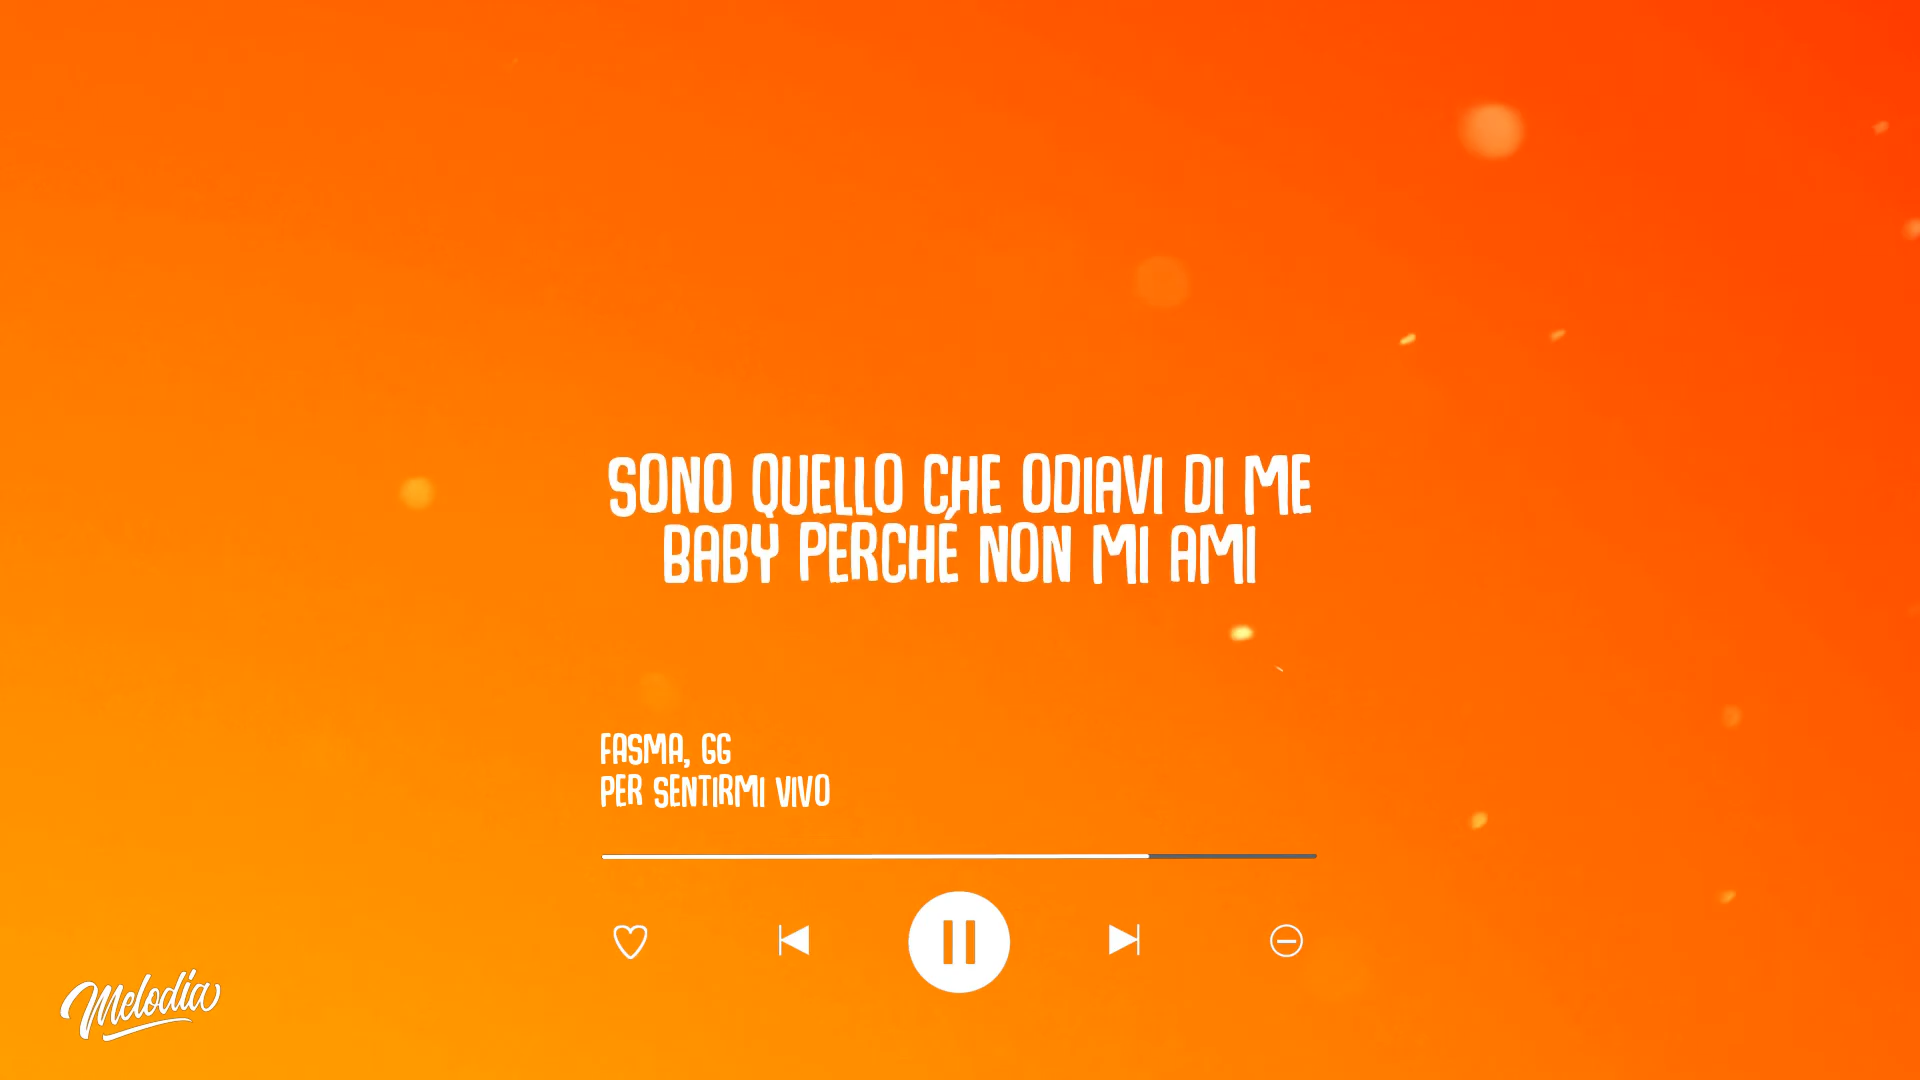 SONO QUELLO CHE ODIAVI DI ME
BABY PERCHÉ NON MI AMI
FASMA, GG
PER SENTIRMI VIVO
Melodia